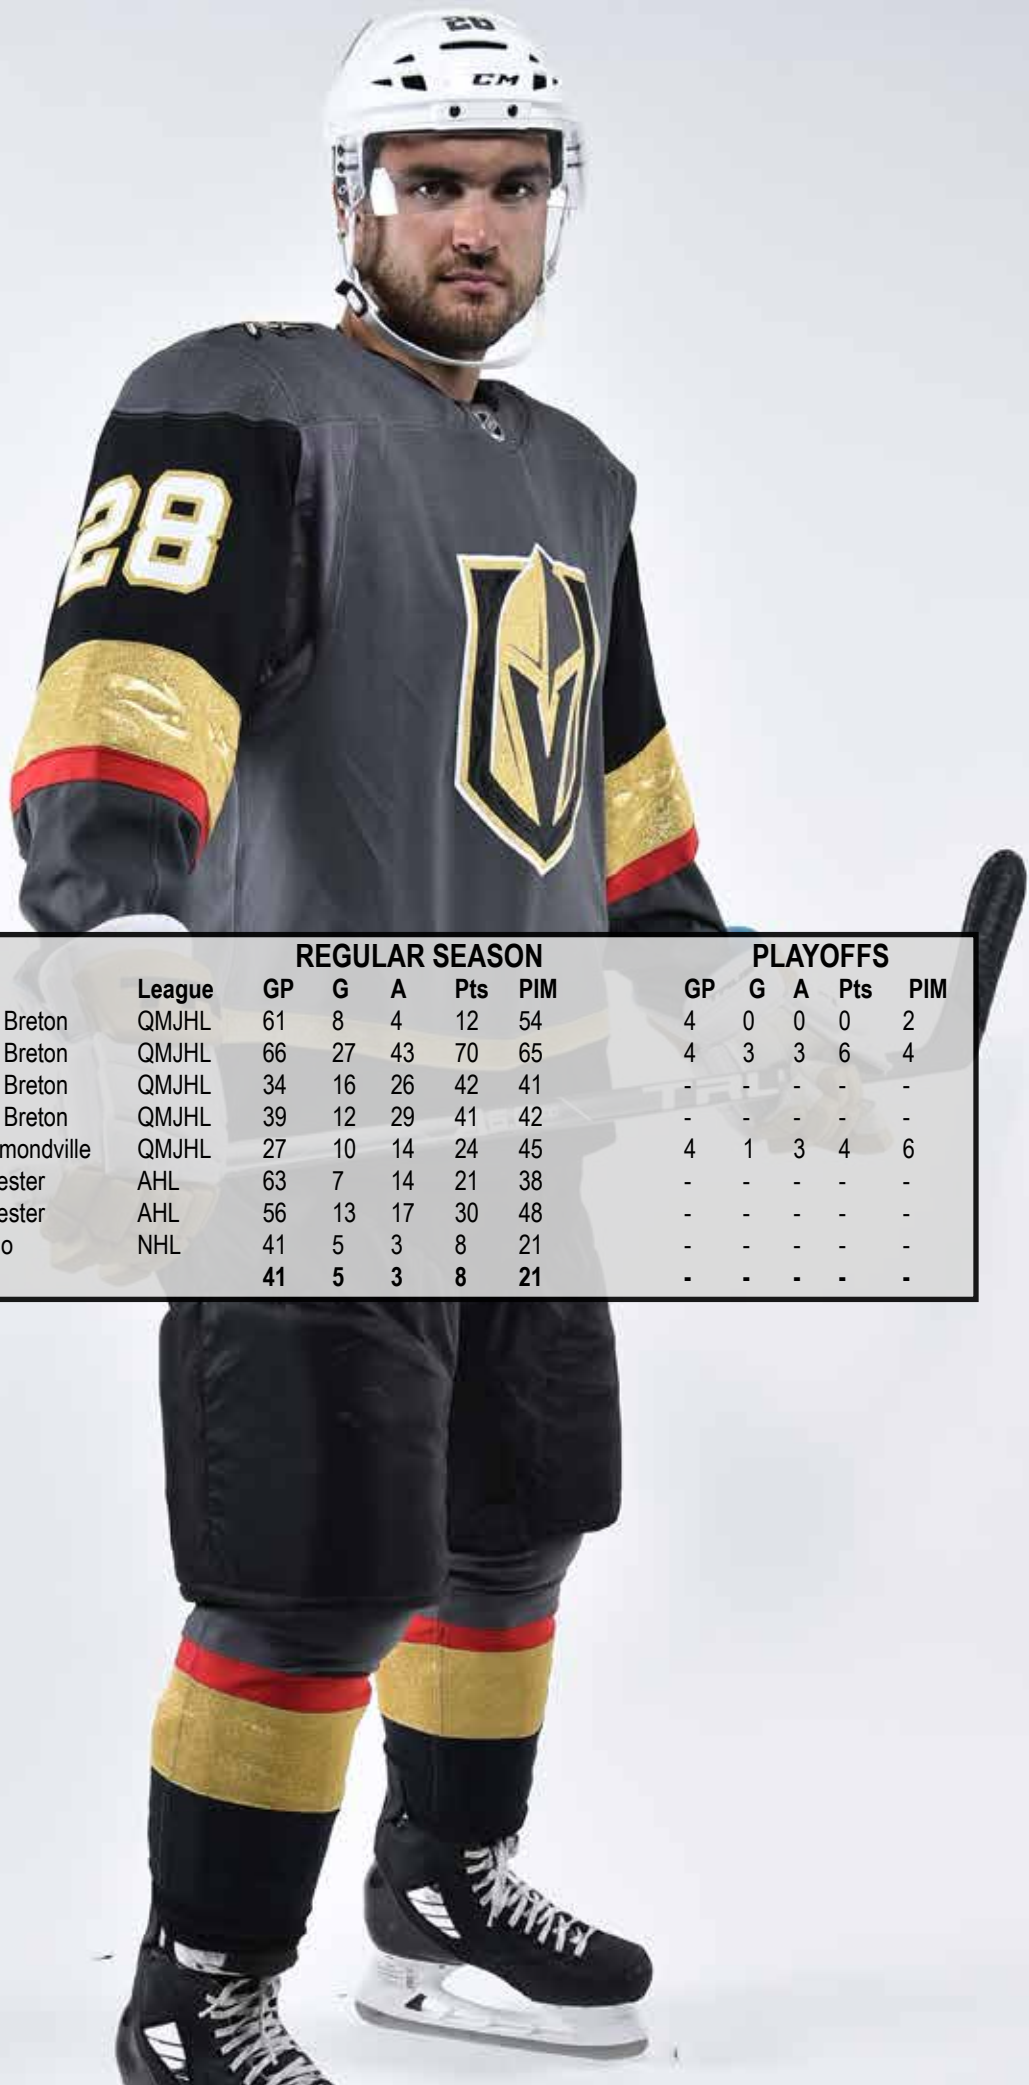 28
CCM
28
REGULAR SEASON PLAYOFFS
League GP G A Pts PIM GP G A Pts PIM
Breton QMJHL 61 8 4 12 54 4 0 0 0 2
Breton QMJHL 66 27 43 70 65 4 3 3 6 4
Breton QMJHL 34 16 26 42 41 - - - - -
Breton QMJHL 39 12 29 41 42 - - - - -
mondville QMJHL 27 10 14 24 45 4 1 3 4 6
ester AHL 63 7 14 21 38 - - - - -
ester AHL 56 13 17 30 48 - - - - -
o NHL 41 5 3 8 21 - - - - -
41 5 3 8 21 - - - - -
TRU